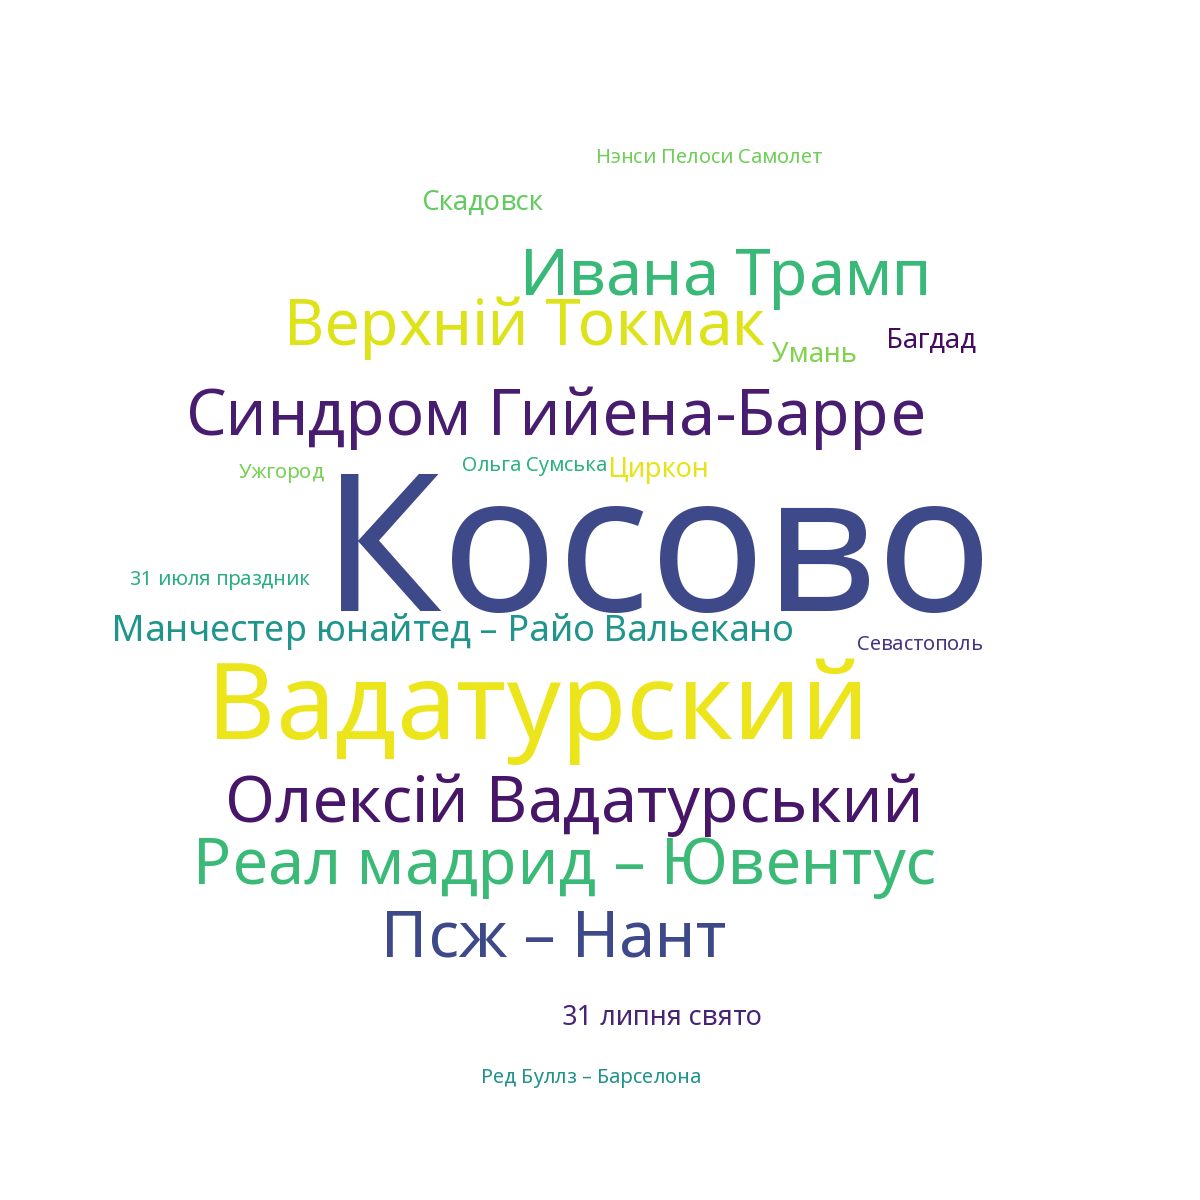 Нэнси Пелоси Самолет
Скадовск
Ивана Трамп
Верхній Токмак
Умань
Багдад
Синдром Гийена-Барре
Ужгород
Ольга Сумська
Циркон
Косово
31 июля праздник
Манчестер юнайтед – Райо Вальекано
Севастополь
Вадатурский
Олексій Вадатурський
Реал мадрид – Ювентус
Псж – Нант
31 липня свято
Ред Буллз – Барселона